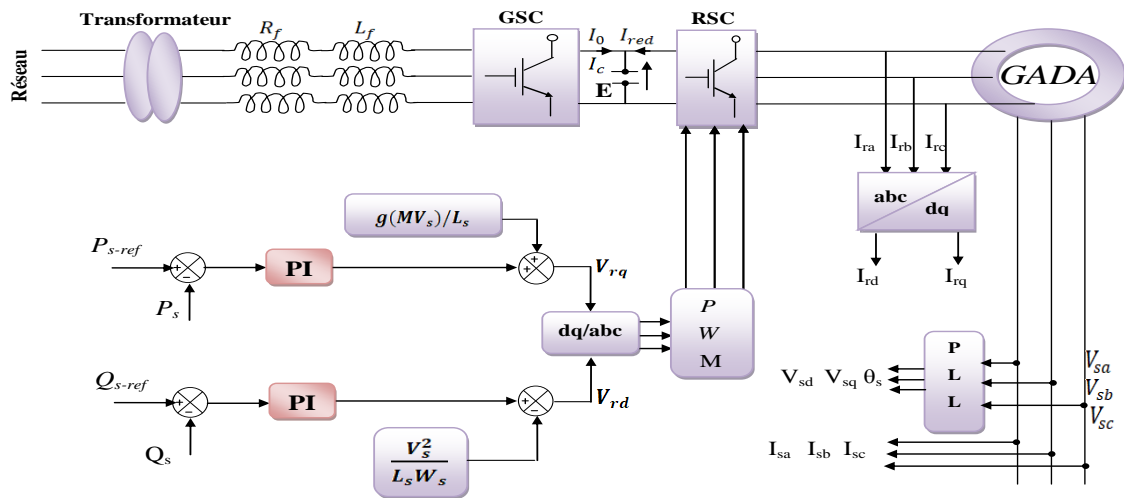 Transformateur
R_f
L_f
GSC
I_0
I_red
RSC
Réseau
I_c
E
GADA
I_ra
I_rb
I_rc
abc
dq
g(MV_s)/L_s
P_s-ref
PI
V_rq
I_rd
I_rq
P_s
dq/abc
P
W
M
Q_s-ref
PI
V_rd
V_sd V_sq θ_s
P
L
L
V_sa
V_sb
V_sc
Q_s
V_s^2
L_s W_s
I_sa I_sb I_sc